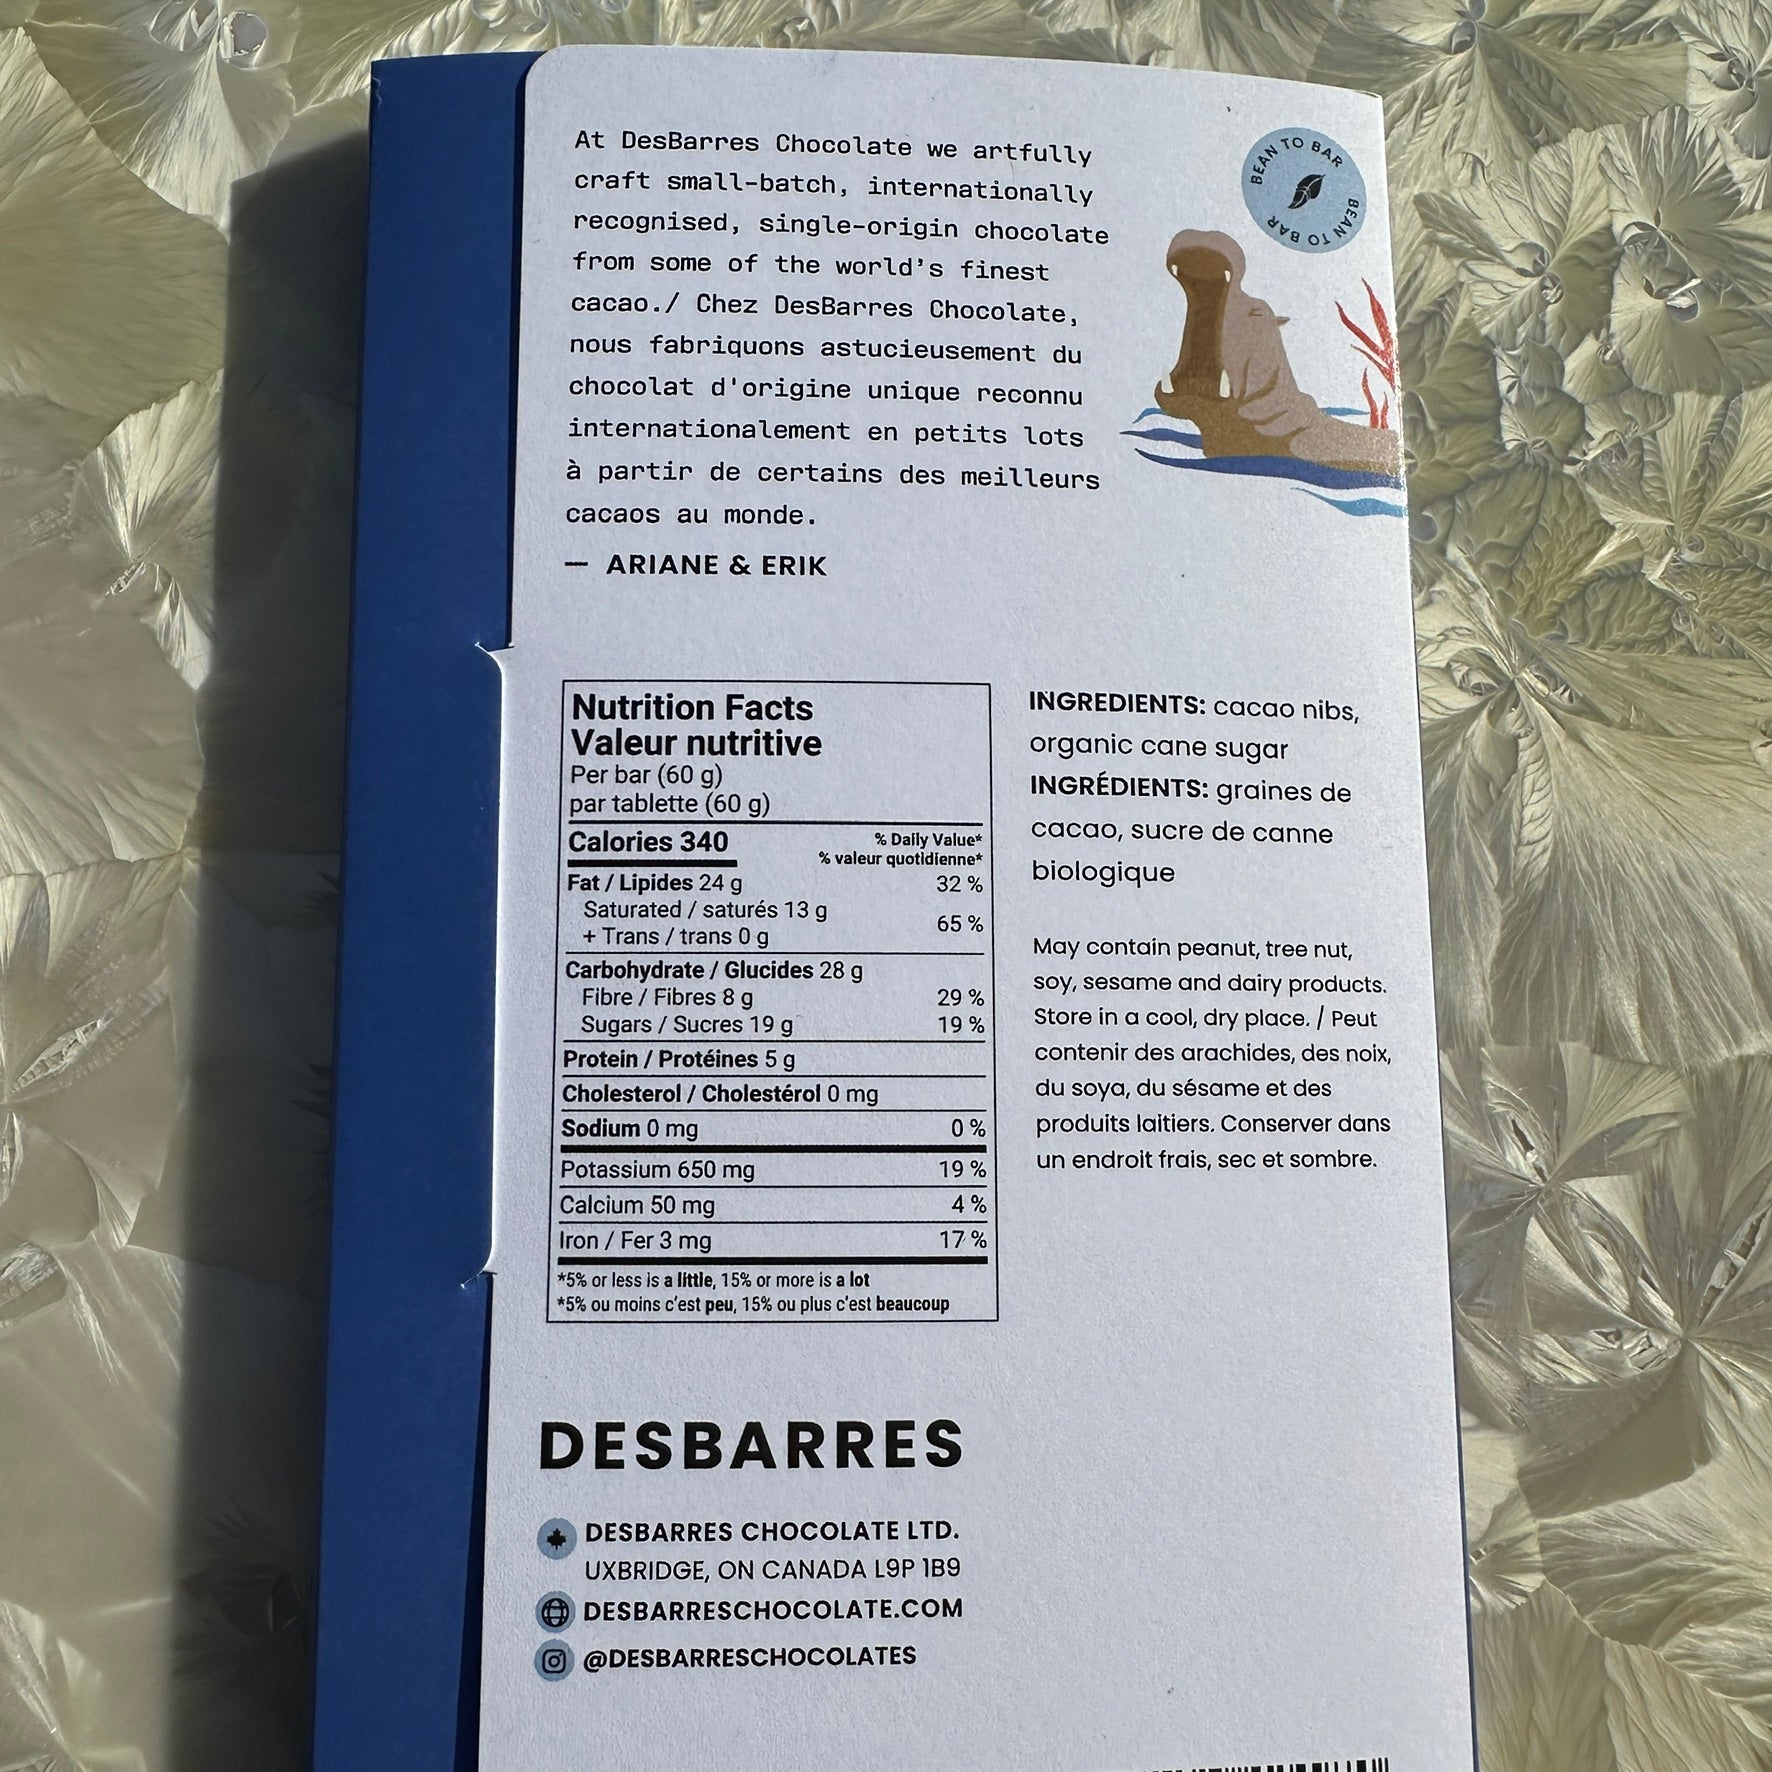 At DesBarres Chocolate we artfully
craft small-batch, internationally
recognised, single-origin chocolate
from some of the world's finest
cacao./ Chez DesBarres Chocolate,
nous fabriquons astucieusement du
chocolat d'origine unique reconnu
internationalement en petits lots
à partir de certains des meilleurs
cacaos au monde.
— ARIANE & ERIK
BEAN TO BAR
BEAN TO BAR
Nutrition Facts
Valeur nutritive
Per bar (60 g)
par tablette (60 g)
Calories 340
% Daily Value*
% valeur quotidienne*
Fat / Lipides 24 g 32 %
Saturated / saturés 13 g
+ Trans / trans 0 g 65 %
Carbohydrate / Glucides 28 g
Fibre / Fibres 8 g 29 %
Sugars / Sucres 19 g 19 %
Protein / Protéines 5 g
Cholesterol / Cholestérol 0 mg
Sodium 0 mg 0 %
Potassium 650 mg 19 %
Calcium 50 mg 4 %
Iron / Fer 3 mg 17 %
*5% or less is a little, 15% or more is a lot
*5% ou moins c'est peu, 15% ou plus c'est beaucoup
INGREDIENTS: cacao nibs,
organic cane sugar
INGRÉDIENTS: graines de
cacao, sucre de canne
biologique
May contain peanut, tree nut,
soy, sesame and dairy products.
Store in a cool, dry place. / Peut
contenir des arachides, des noix,
du soya, du sésame et des
produits laitiers. Conserver dans
un endroit frais, sec et sombre.
DESBARRES
DESBARRES CHOCOLATE LTD.
UXBRIDGE, ON CANADA L9P 1B9
DESBARRESCHOCOLATE.COM
@DESBARRESCHOCOLATES